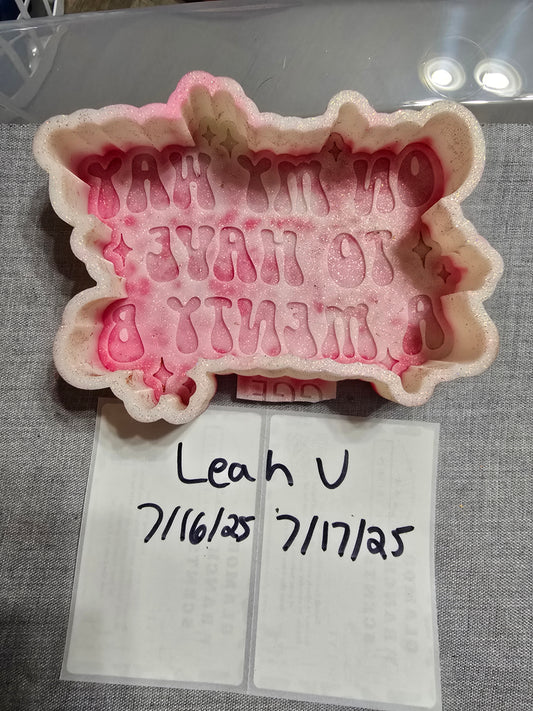 ON MY WAY
TO HAVE
A MENTY B
Leah V
7/16/25 7/17/25